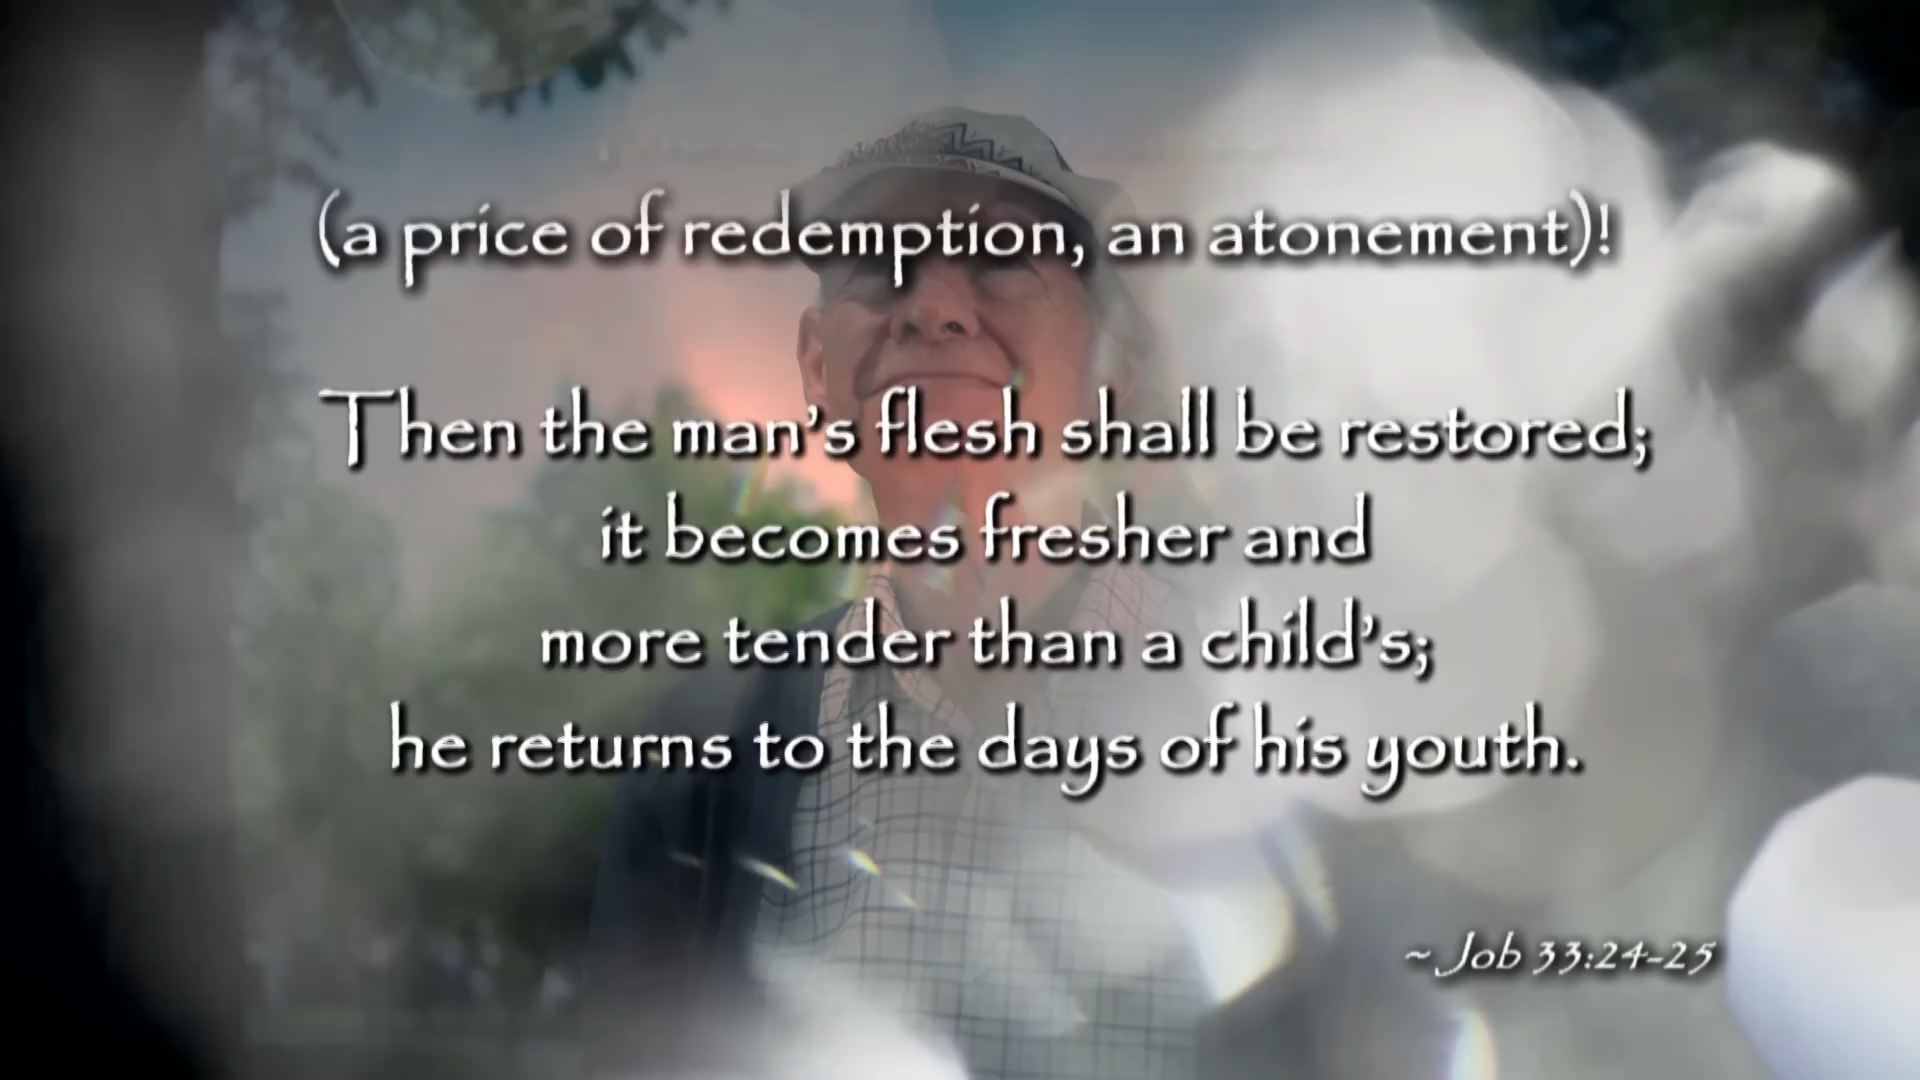 (a price of redemption, an atonement)!
Then the man's flesh shall be restored;
it becomes fresher and
more tender than a child's;
he returns to the days of his youth.
~ Job 33:24-25